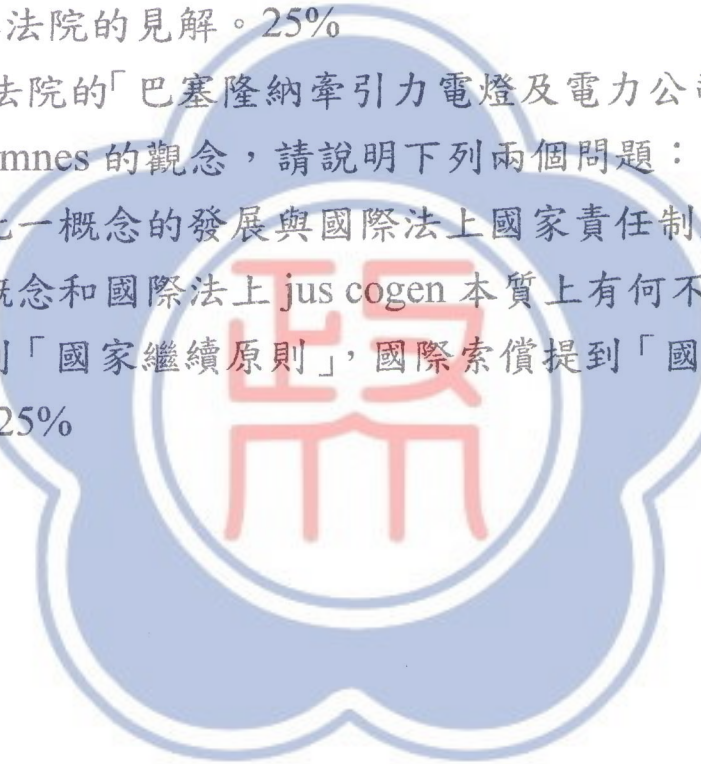 法院的見解。25%
法院的「巴塞隆納牽引力電燈及電力公
mnes 的觀念,請說明下列兩個問題:
一概念的發展與國際法上國家責任制
概念和國際法上 jus cogen 本質上有何不
「國家繼續原則」,國際索償提到「國
25%
政
大